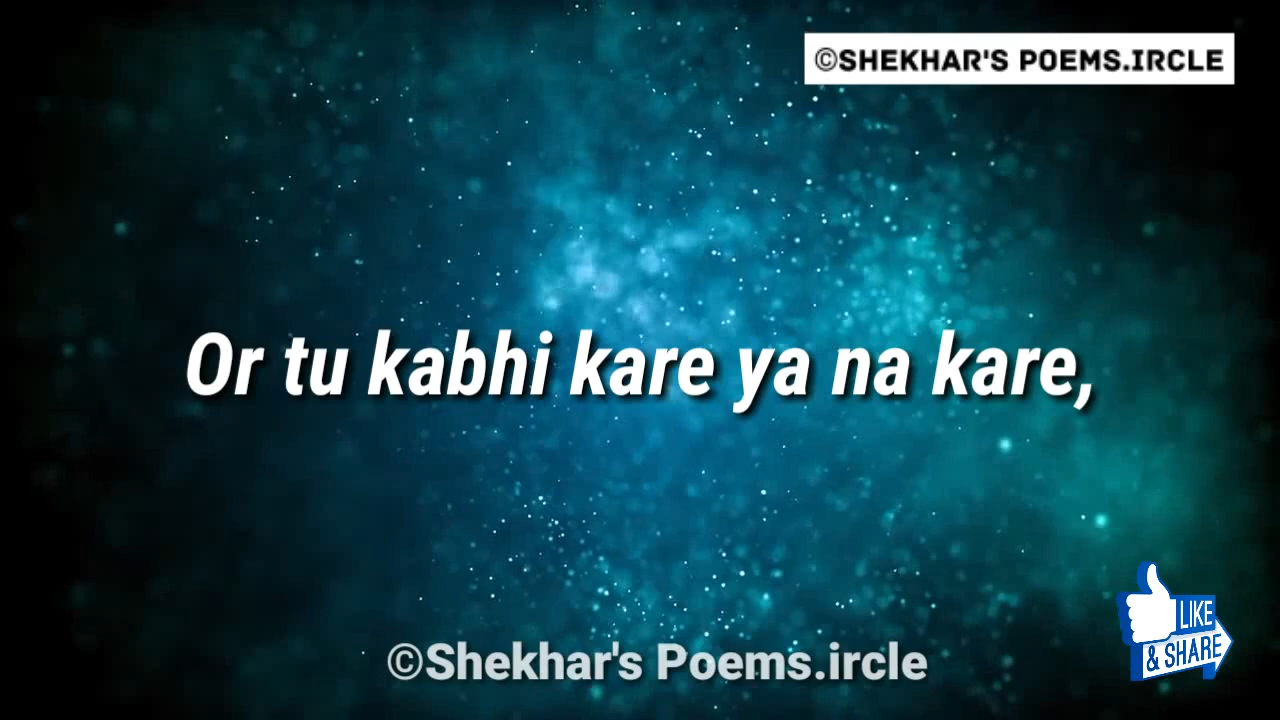 ©SHEKHAR'S POEMS.IRCLE
Or tu kabhi kare ya na kare,
LIKE
& SHARE
©Shekhar's Poems.ircle